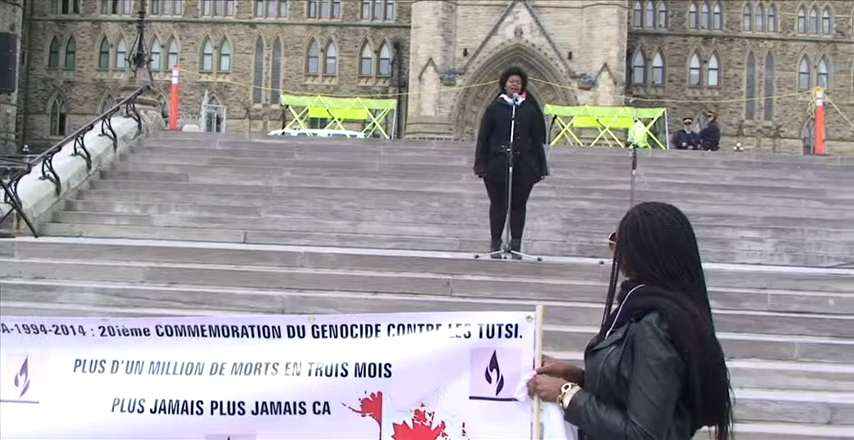 A-1994-2014 : 20ième COMMEMORATION DU GENOCIDE CONTRE LES TUTSI.
PLUS D'UN MILLION DE MORTS EN TROIS MOIS
PLUS JAMAIS PLUS JAMAIS CA